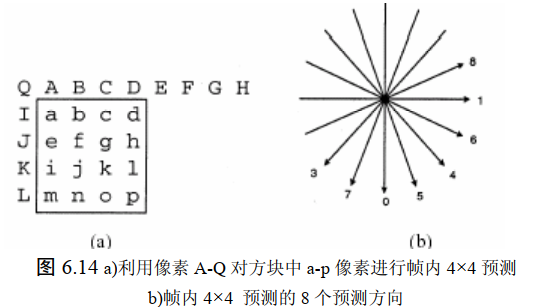 Q A B C D E F G H
I a b c d
J e f g h
K i j k l
L m n o p
(a)
8
1
6
3
4
7
0
5
(b)
图 6.14 a)利用像素 A-Q 对方块中 a-p 像素进行帧内 4×4 预测
b)帧内 4×4 预测的 8 个预测方向